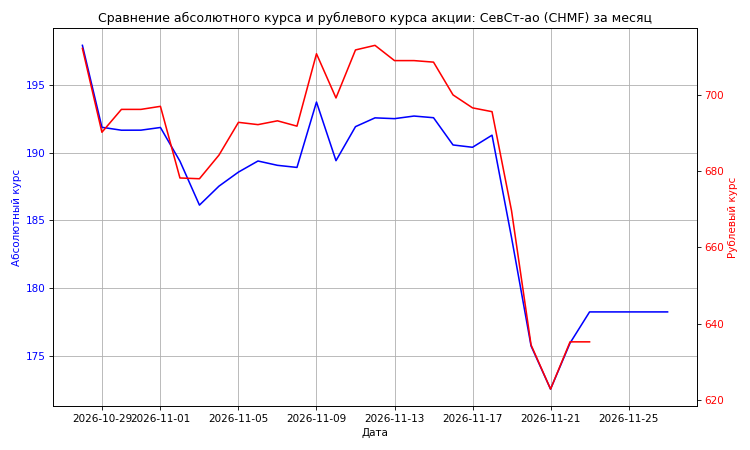 Сравнение абсолютного курса и рублевого курса акции: СевСт-ао (CHMF) за месяц
Абсолютный курс
195
190
185
180
175
700
680
660
640
620
Рублевый курс
2026-10-29 2026-11-01 2026-11-05 2026-11-09 2026-11-13 2026-11-17 2026-11-21 2026-11-25
Дата